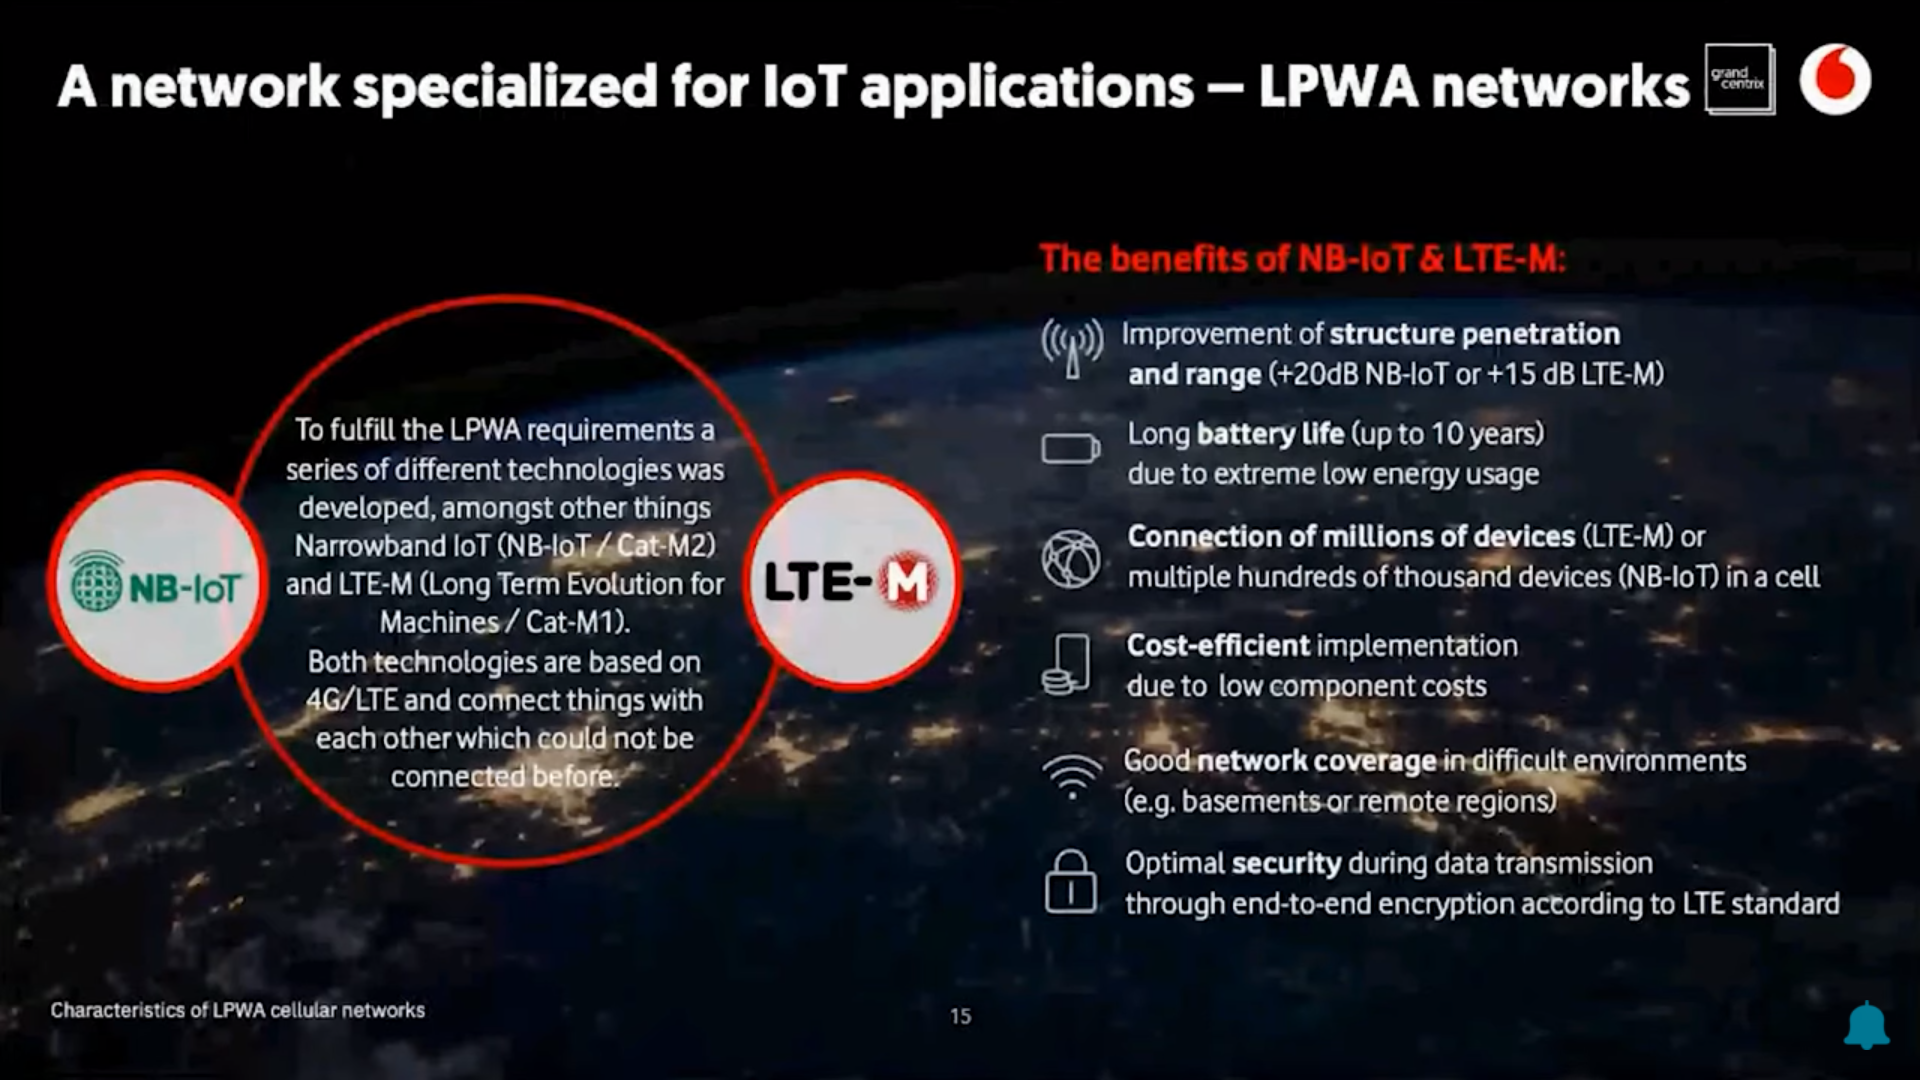 A network specialized for IoT applications – LPWA networks
grand
centrix
NB-IoT
To fulfill the LPWA requirements a
series of different technologies was
developed, amongst other things
Narrowband IoT (NB-IoT / Cat-M2)
and LTE-M (Long Term Evolution for
Machines / Cat-M1).
Both technologies are based on
4G/LTE and connect things with
each other which could not be
connected before.
LTE-M
The benefits of NB-IoT & LTE-M:
Improvement of structure penetration
and range (+20dB NB-IoT or +15 dB LTE-M)
Long battery life (up to 10 years)
due to extreme low energy usage
Connection of millions of devices (LTE-M) or
multiple hundreds of thousand devices (NB-IoT) in a cell
Cost-efficient implementation
due to low component costs
Good network coverage in difficult environments
(e.g. basements or remote regions)
Optimal security during data transmission
through end-to-end encryption according to LTE standard
Characteristics of LPWA cellular networks
15